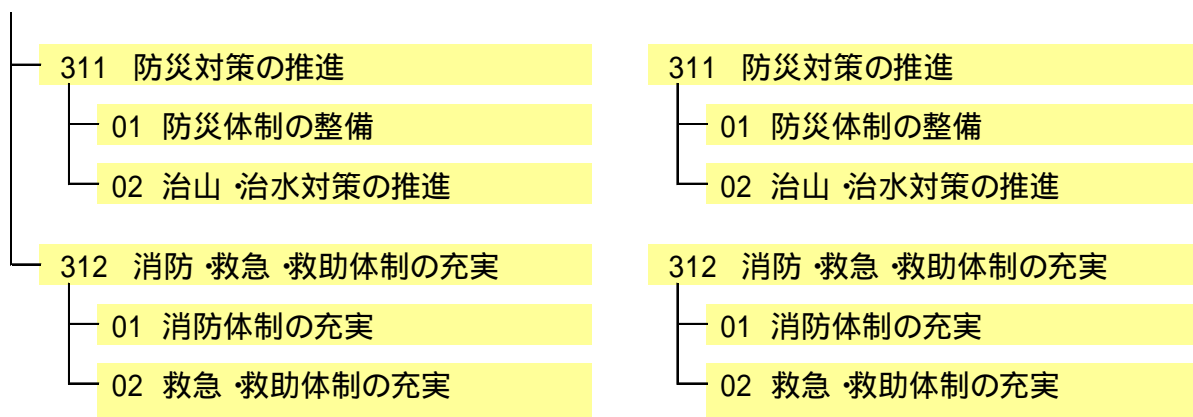 311 防災対策の推進
01 防災体制の整備
02 治山・治水対策の推進
312 消防・救急・救助体制の充実
01 消防体制の充実
02 救急・救助体制の充実
311 防災対策の推進
01 防災体制の整備
02 治山・治水対策の推進
312 消防・救急・救助体制の充実
01 消防体制の充実
02 救急・救助体制の充実